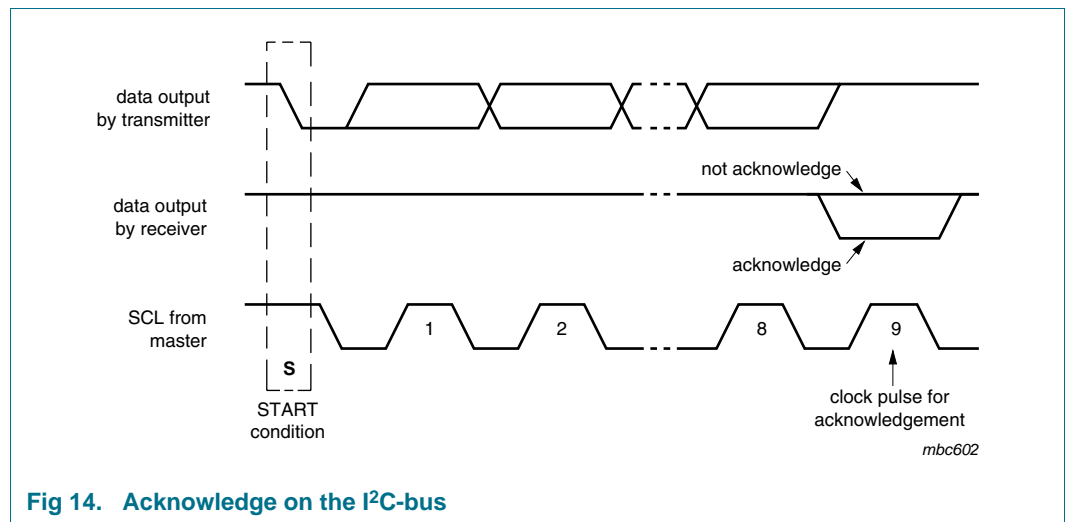 data output
by transmitter
not acknowledge
data output
by receiver
acknowledge
SCL from
master
1
2
8
9
S
START
condition
clock pulse for
acknowledgement
mbc602
Fig 14. Acknowledge on the I²C-bus